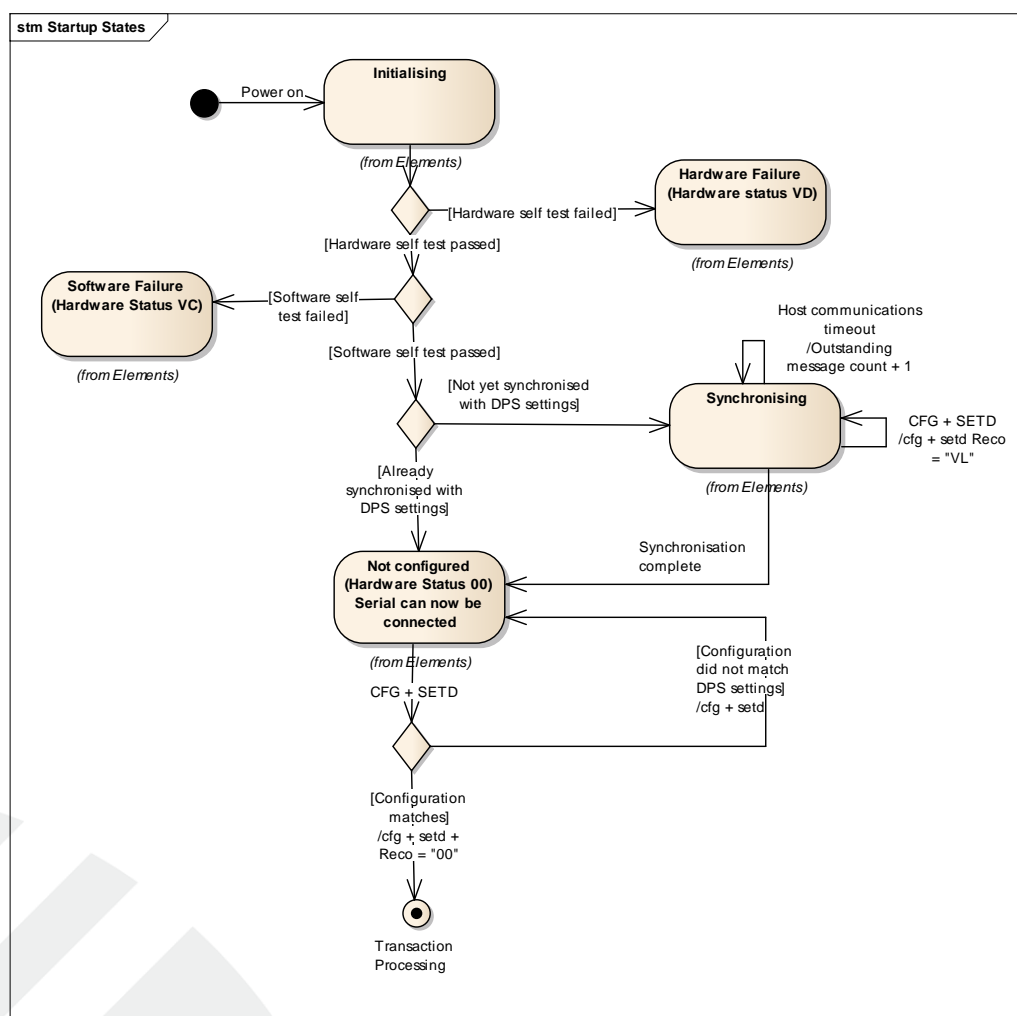 stm Startup States
Initialising
Power on
(from Elements)
Hardware Failure
(Hardware status VD)
[Hardware self test failed]
[Hardware self test passed]
(from Elements)
Software Failure
(Hardware Status VC)
[Software self
test failed]
(from Elements)
Host communications
timeout
/Outstanding
message count + 1
[Software self test passed]
[Not yet synchronised
with DPS settings]
Synchronising
CFG + SETD
/cfg + setd Reco
= "VL"
(from Elements)
[Already
synchronised with
DPS settings]
Synchronisation
complete
Not configured
(Hardware Status 00)
Serial can now be
connected
(from Elements)
[Configuration
did not match
DPS settings]
/cfg + setd
CFG + SETD
[Configuration
matches]
/cfg + setd +
Reco = "00"
Transaction
Processing